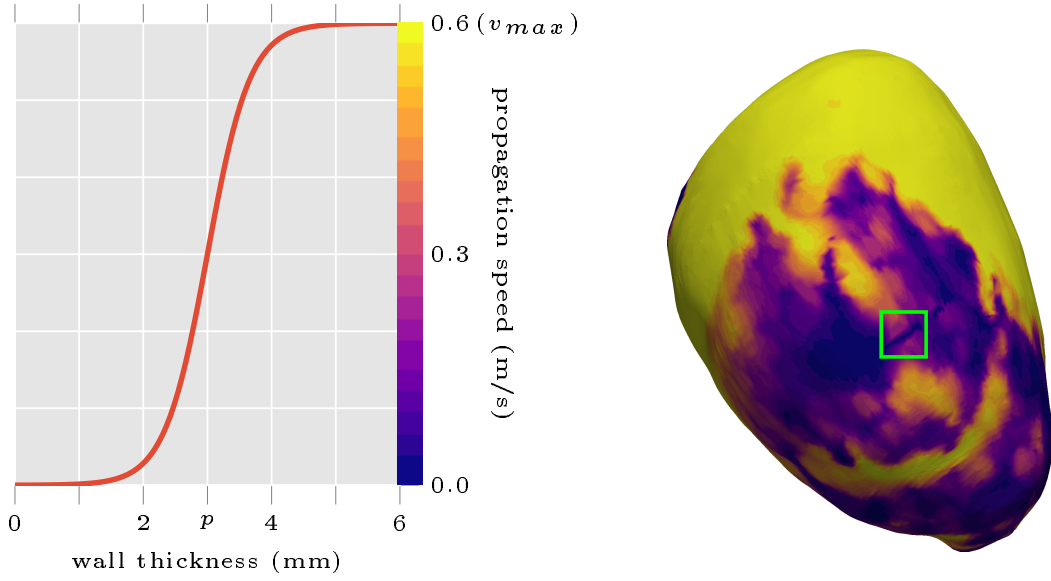 0.6 (vmax)
propagation speed (m/s)
0.3
0.0
0 2 p 4 6
wall thickness (mm)